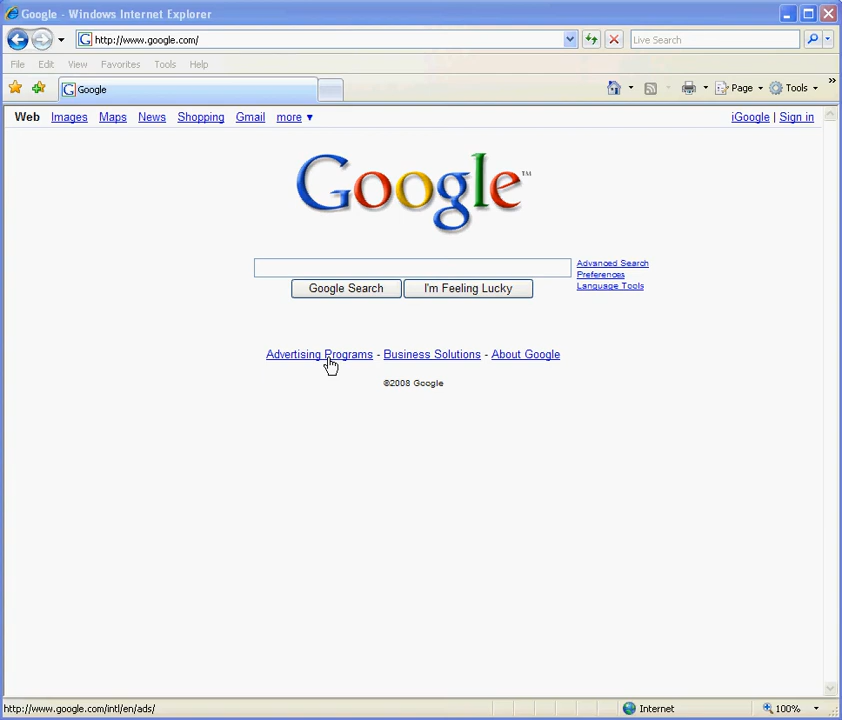 Google - Windows Internet Explorer
http://www.google.com/
Live Search
File Edit View Favorites Tools Help
Google
Page Tools »
Web Images Maps News Shopping Gmail more ▼
iGoogle | Sign in
Google™
Advanced Search
Preferences
Language Tools
Google Search I'm Feeling Lucky
Advertising Programs - Business Solutions - About Google
©2008 Google
http://www.google.com/intl/en/ads/ Internet 100%